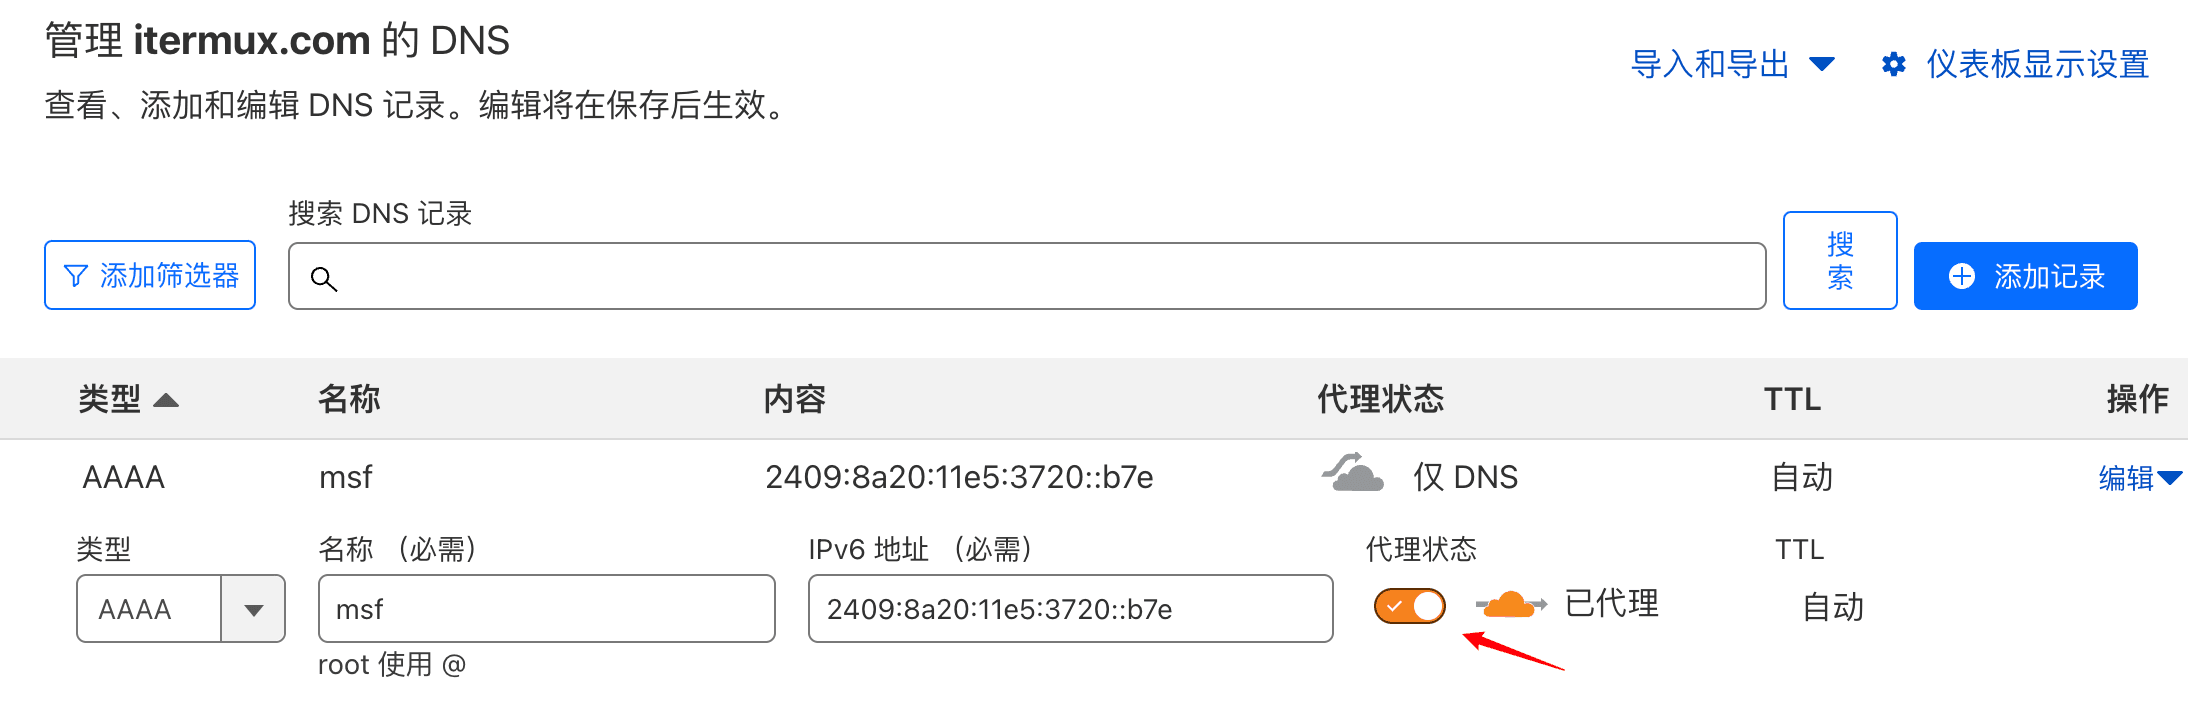 管理 itermux.com 的 DNS
导入和导出
仪表板显示设置
查看、添加和编辑 DNS 记录。编辑将在保存后生效。
搜索 DNS 记录
添加筛选器
搜
索
添加记录
类型 名称 内容 代理状态 TTL 操作
AAAA msf 2409:8a20:11e5:3720::b7e 仅 DNS 自动 编辑
类型 名称 （必需） IPv6 地址 （必需） 代理状态 TTL
AAAA msf 2409:8a20:11e5:3720::b7e 已代理 自动
root 使用 @